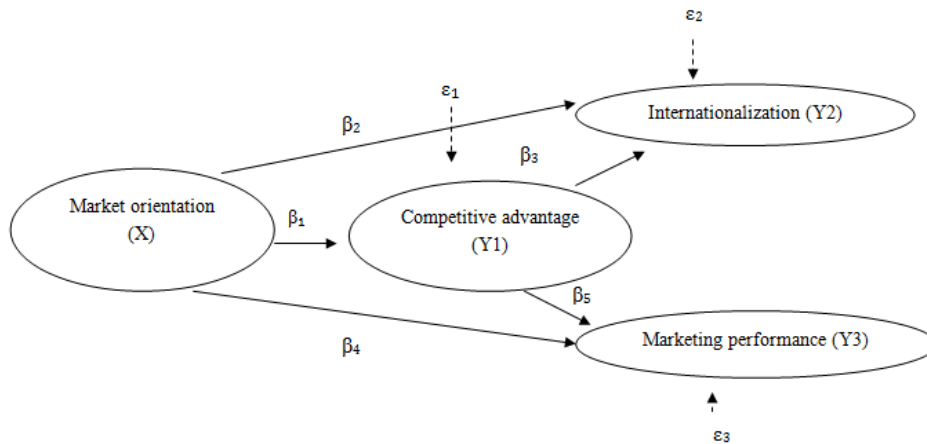 ε₂
ε₁
Internationalization (Y2)
β₂
β₃
Market orientation
(X)
β₁
Competitive advantage
(Y1)
β₅
β₄
Marketing performance (Y3)
ε₃